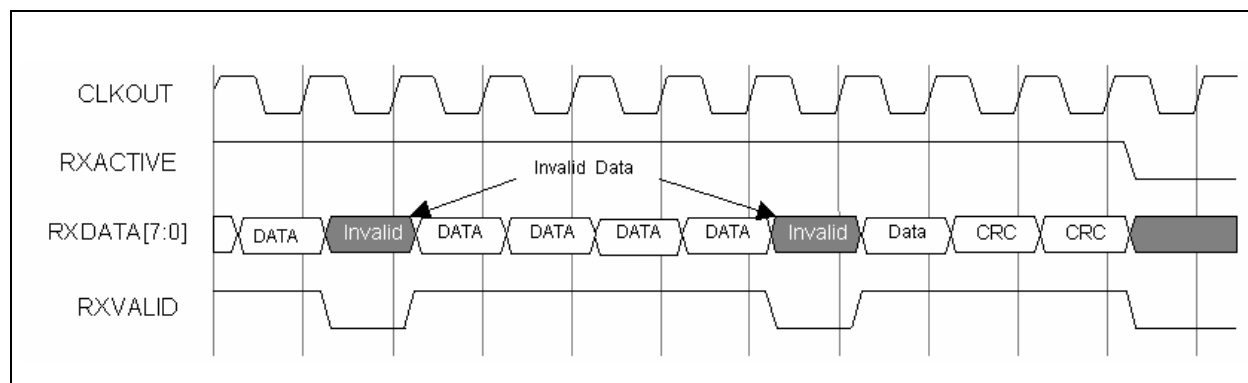 CLKOUT
RXACTIVE
Invalid Data
RXDATA[7:0] DATA Invalid DATA DATA DATA DATA Invalid Data CRC CRC
RXVALID